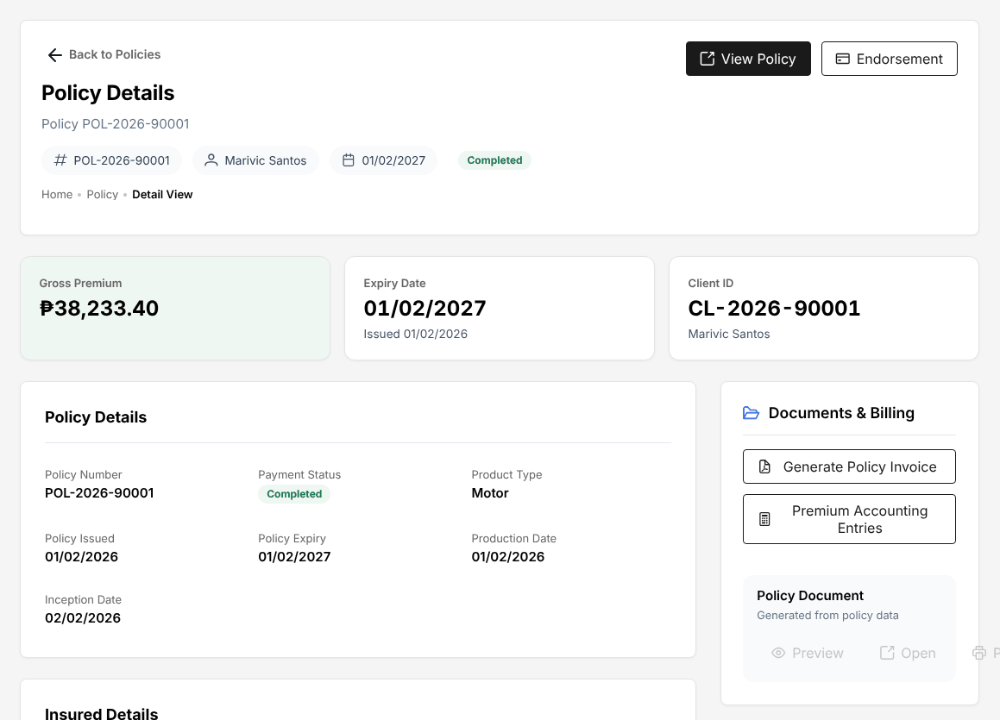 Back to Policies
View Policy
Endorsement
Policy Details
Policy POL-2026-90001
POL-2026-90001
Marivic Santos
01/02/2027
Completed
Home • Policy • Detail View
Gross Premium
₱38,233.40
Expiry Date
01/02/2027
Issued 01/02/2026
Client ID
CL-2026-90001
Marivic Santos
Policy Details
Policy Number
POL-2026-90001
Payment Status
Completed
Product Type
Motor
Policy Issued
01/02/2026
Policy Expiry
01/02/2027
Production Date
01/02/2026
Inception Date
02/02/2026
Insured Details
Documents & Billing
Generate Policy Invoice
Premium Accounting
Entries
Policy Document
Generated from policy data
Preview
Open